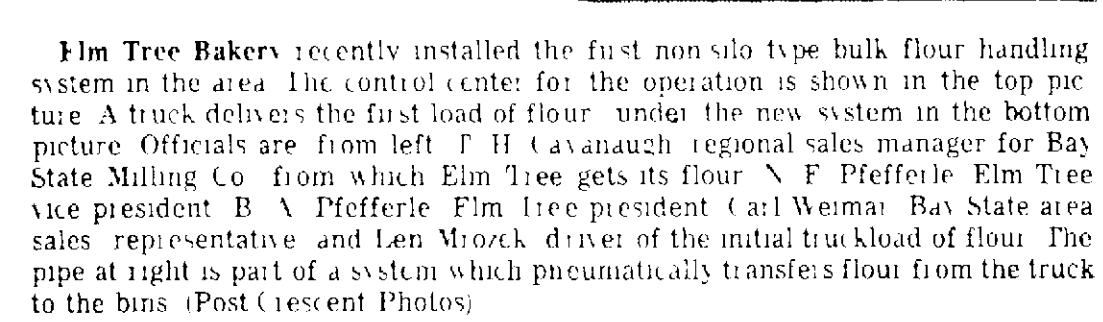 Elm Tree Bakery recently installed the first non silo type bulk flour handling
system in the area The control center for the operation is shown in the top pic
ture A truck delivers the first load of flour under the new system in the bottom
picture Officials are from left H Cavanaugh regional sales manager for Bay
State Milling Co from which Elm Tree gets its flour F Pfefferle Elm Tree
vice president B Pfefferle Elm Tree president Carl Weimar Bay State area
sales representative and Len Mrozek driver of the initial truckload of flour The
pipe at right is part of a system which pneumatically transfers flour from the truck
to the bins (Post Crescent Photos)